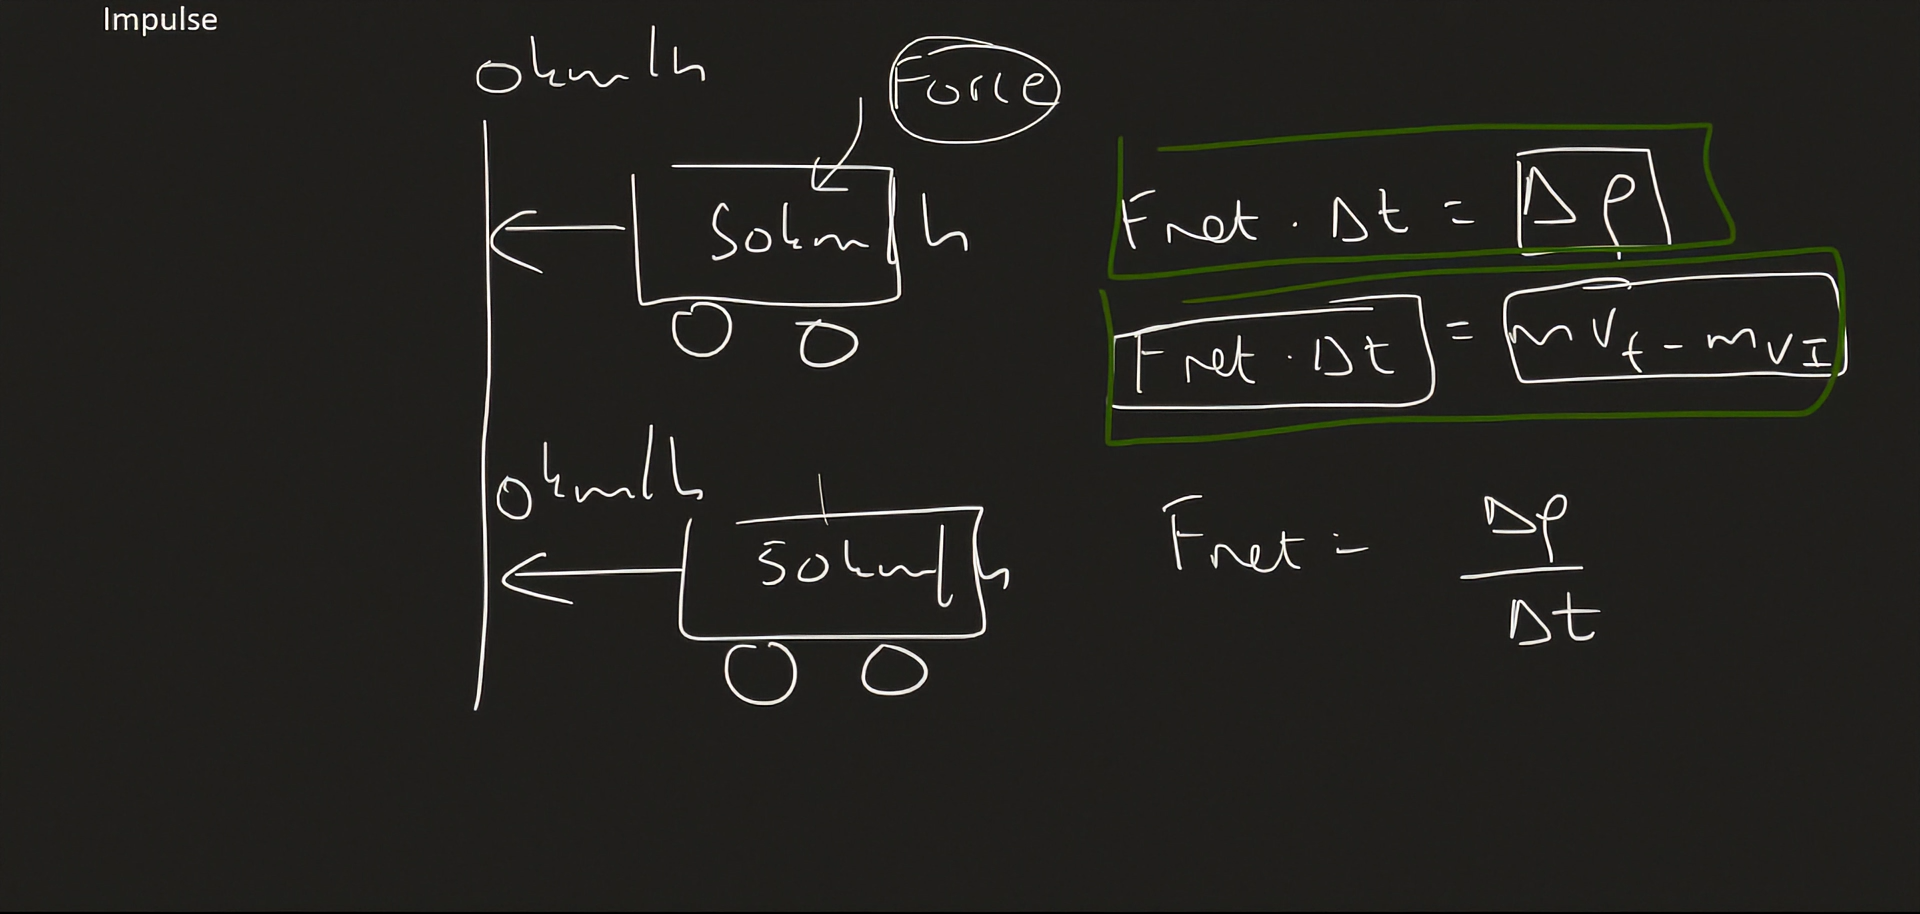 Impulse
0km/h
Force
50km/h
Fnet · Δt = Δp
Fnet · Δt = mvf - mvI
0km/h
50km/h
Fnet = Δp
Δt